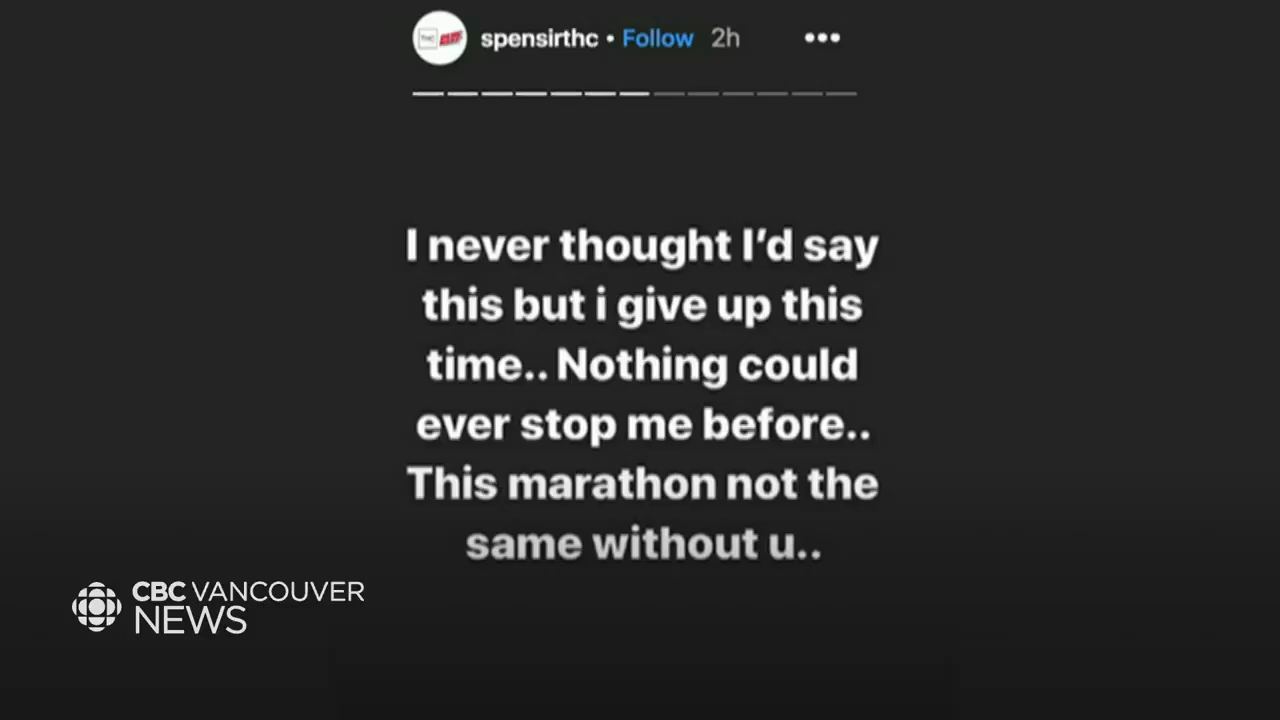 spensirthc • Follow 2h •••
I never thought I'd say
this but i give up this
time.. Nothing could
ever stop me before..
This marathon not the
same without u..
CBC VANCOUVER
NEWS